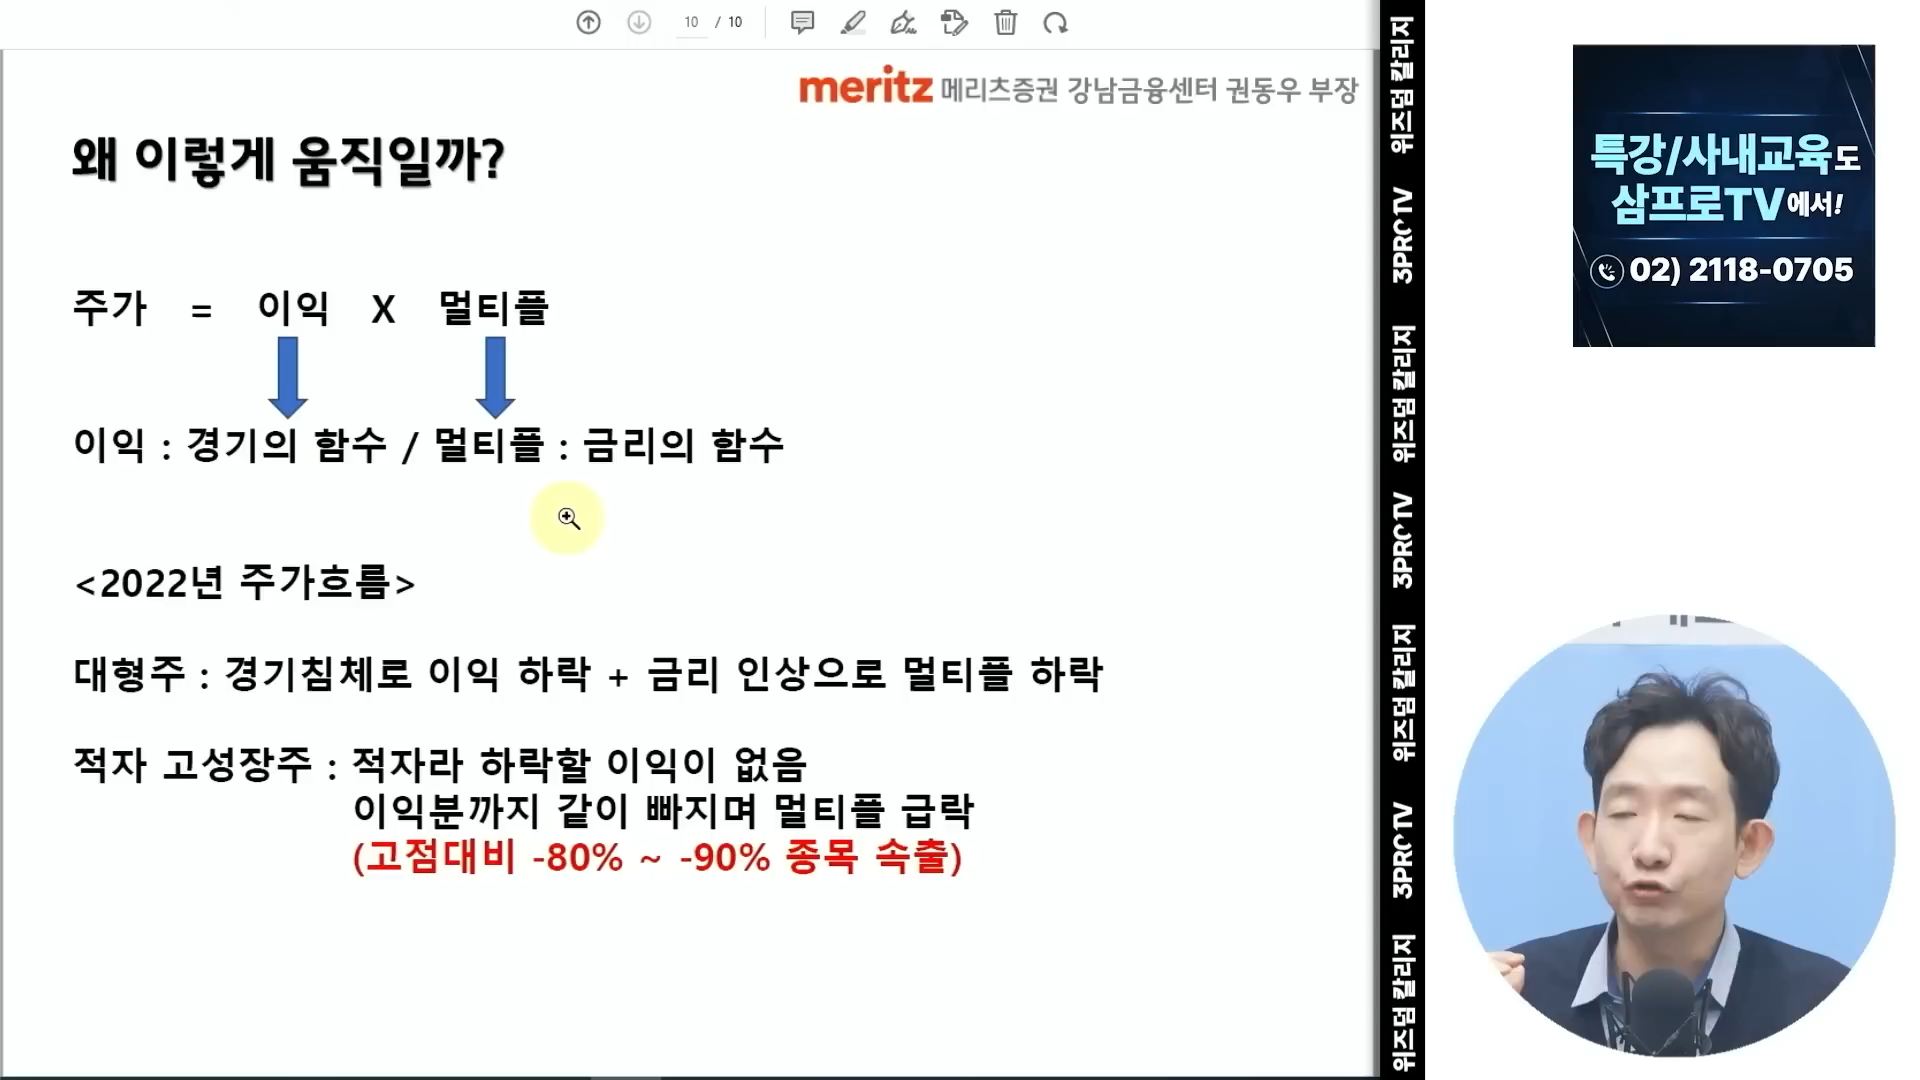 10 / 10
meritz 메리츠증권 강남금융센터 권동우 부장
왜 이렇게 움직일까?
주가 = 이익 X 멀티플
이익 : 경기의 함수 / 멀티플 : 금리의 함수
<2022년 주가흐름>
대형주 : 경기침체로 이익 하락 + 금리 인상으로 멀티플 하락
적자 고성장주 : 적자라 하락할 이익이 없음
이익분까지 같이 빠지며 멀티플 급락
(고점대비 -80% ~ -90% 종목 속출)
위즈덤 칼리지
3PROTV
위즈덤 칼리지
3PROTV
위즈덤 칼리지
3PROTV
위즈덤 칼리지
특강/사내교육도
삼프로TV에서!
02) 2118-0705